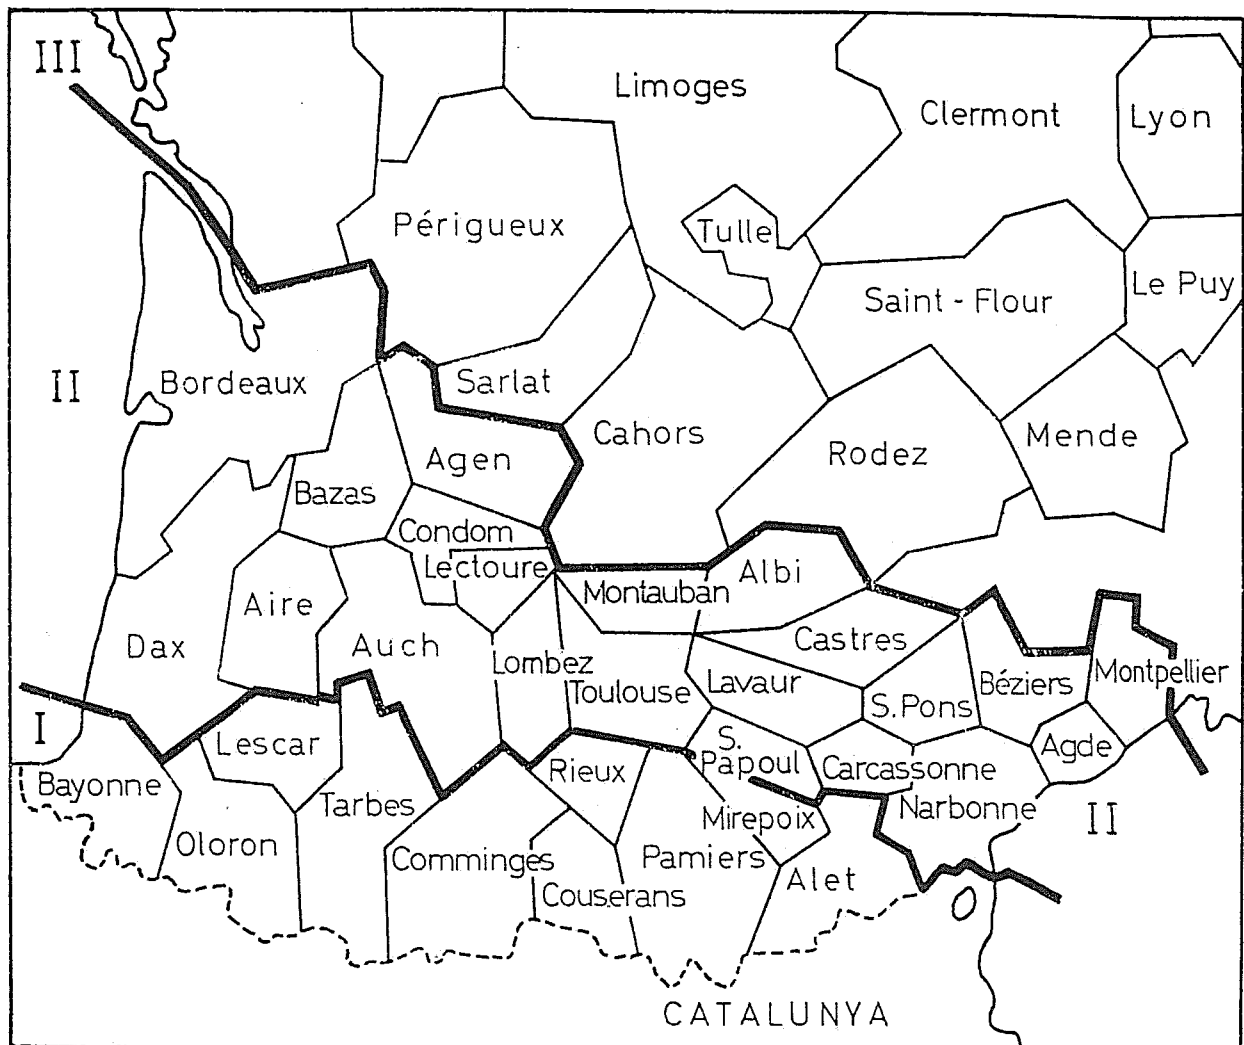 III
Limoges
Clermont
Lyon
Périgueux
Tulle
Saint - Flour
Le Puy
II
Bordeaux
Sarlat
Cahors
Mende
Agen
Rodez
Bazas
Condom
Lectoure
Albi
Montauban
Aire
Castres
Dax
Auch
Lombez
Toulouse
Lavaur
Béziers
Montpellier
S. Pons
I
Lescar
S.
Papoul
Agde
Bayonne
Rieux
Carcassonne
Tarbes
Narbonne
Mirepoix
II
Oloron
Comminges
Pamiers
Alet
Couserans
CATALUNYA